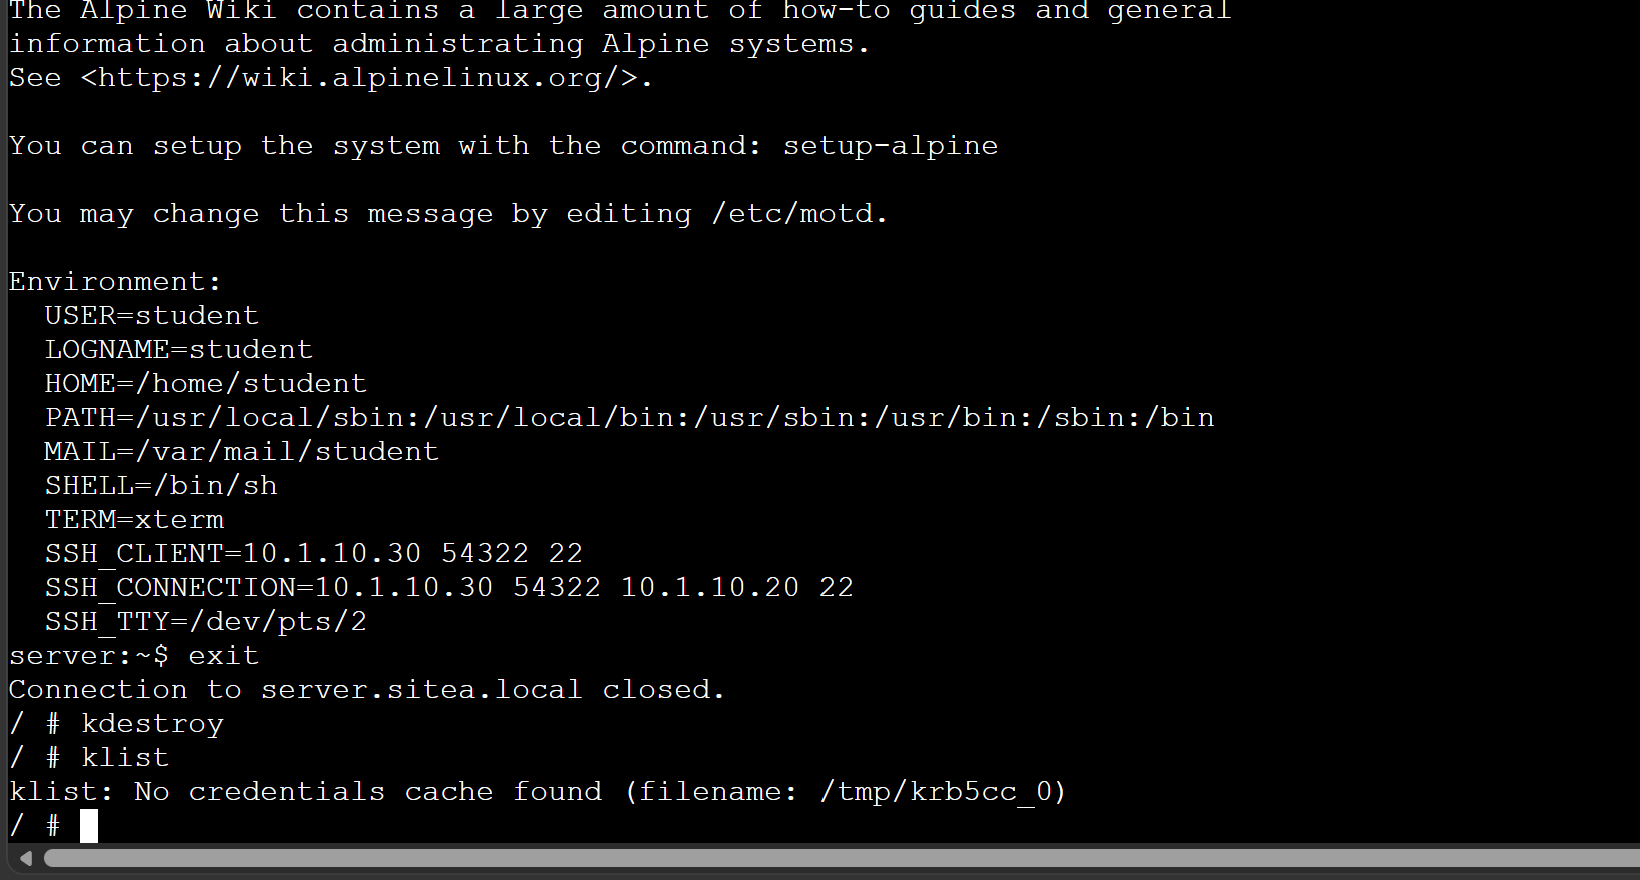 The Alpine Wiki contains a large amount of how-to guides and general
information about administrating Alpine systems.
See <https://wiki.alpinelinux.org/>.
You can setup the system with the command: setup-alpine
You may change this message by editing /etc/motd.
Environment:
  USER=student
  LOGNAME=student
  HOME=/home/student
  PATH=/usr/local/sbin:/usr/local/bin:/usr/sbin:/usr/bin:/sbin:/bin
  MAIL=/var/mail/student
  SHELL=/bin/sh
  TERM=xterm
  SSH_CLIENT=10.1.10.30 54322 22
  SSH_CONNECTION=10.1.10.30 54322 10.1.10.20 22
  SSH_TTY=/dev/pts/2
server:~$ exit
Connection to server.sitea.local closed.
/ # kdestroy
/ # klist
klist: No credentials cache found (filename: /tmp/krb5cc_0)
/ #